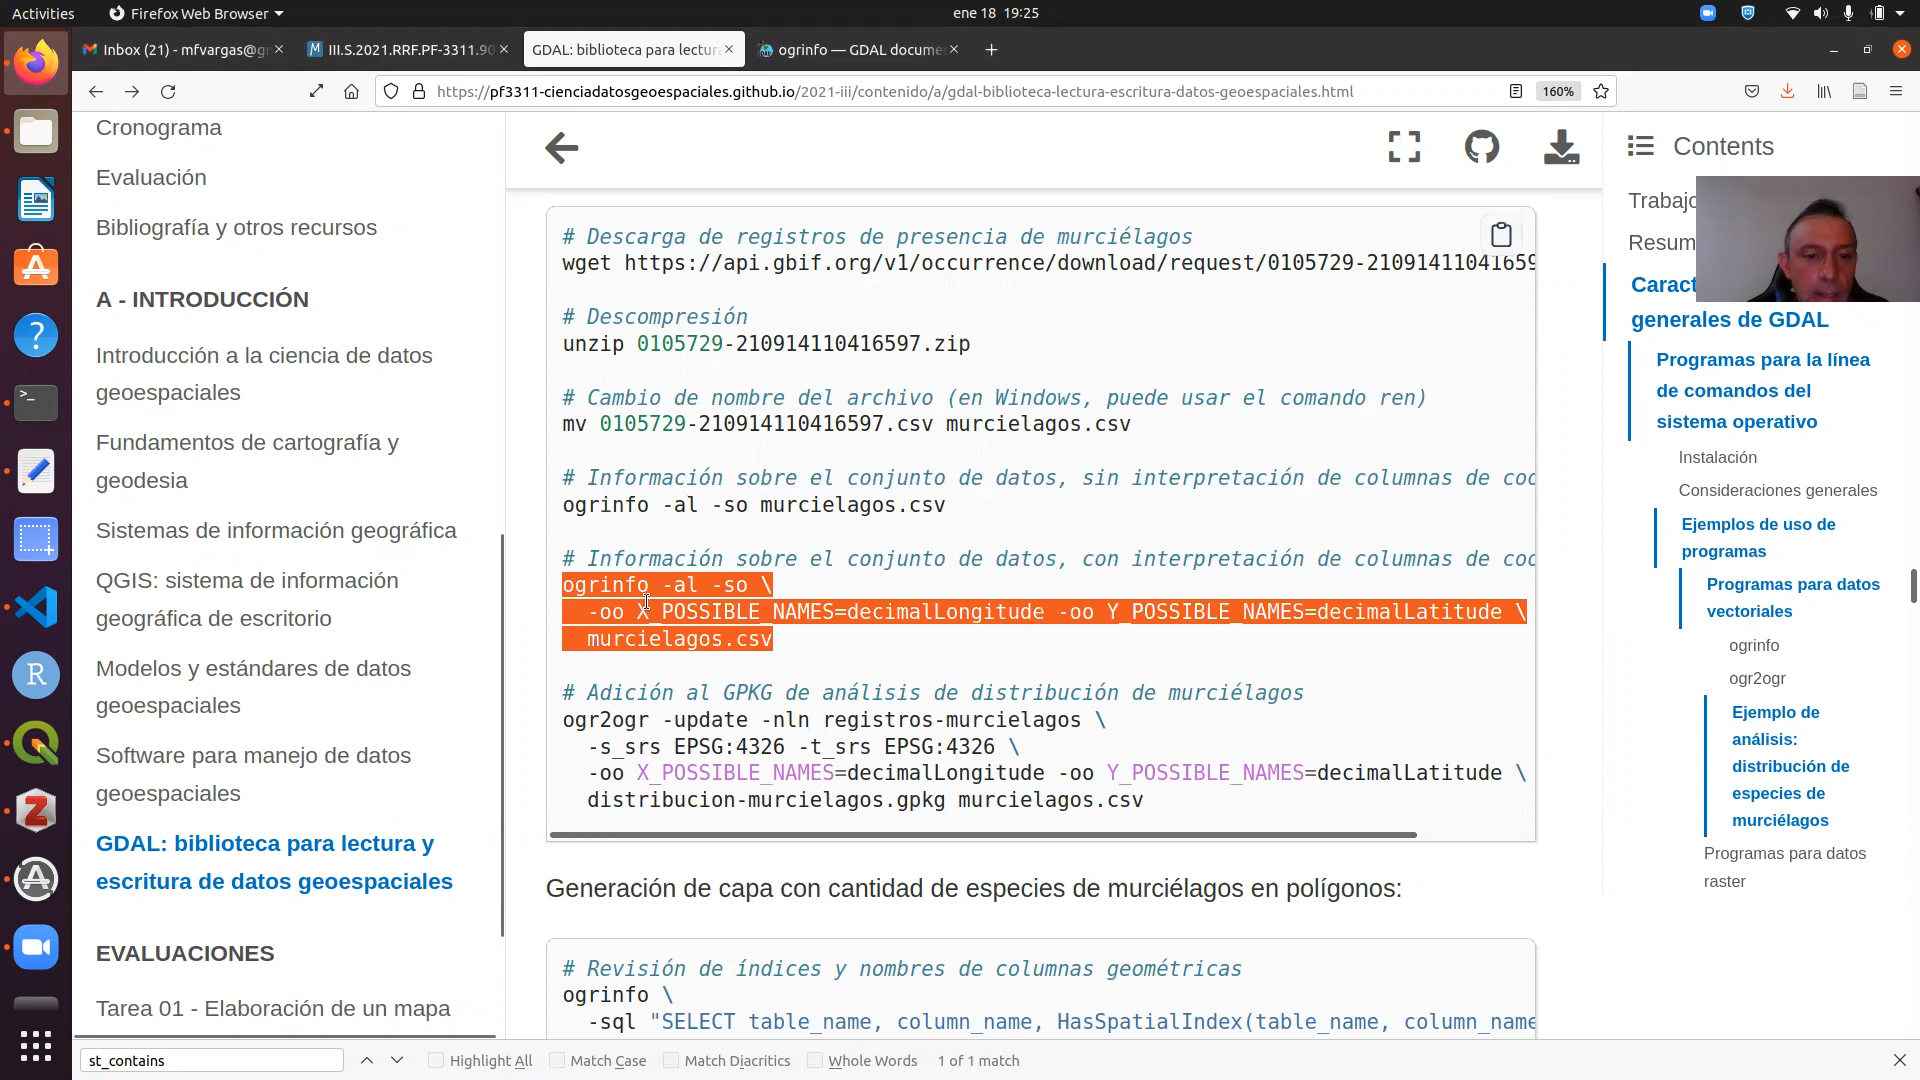 Activities
Firefox Web Browser
ene 18 19:25
Inbox (21) - mfvargas@gr
III.S.2021.RRF.PF-3311.90
GDAL: biblioteca para lectur
ogrinfo — GDAL docume
https://pf3311-cienciadatosgeoespaciales.github.io/2021-iii/contenido/a/gdal-biblioteca-lectura-escritura-datos-geoespaciales.html
160%
Cronograma
Evaluación
Bibliografía y otros recursos
A - INTRODUCCIÓN
Introducción a la ciencia de datos
geoespaciales
Fundamentos de cartografía y
geodesia
Sistemas de información geográfica
QGIS: sistema de información
geográfica de escritorio
Modelos y estándares de datos
geoespaciales
Software para manejo de datos
geoespaciales
GDAL: biblioteca para lectura y
escritura de datos geoespaciales
EVALUACIONES
Tarea 01 - Elaboración de un mapa
# Descarga de registros de presencia de murciélagos
wget https://api.gbif.org/v1/occurrence/download/request/0105729-21091411041659
# Descompresión
unzip 0105729-210914110416597.zip
# Cambio de nombre del archivo (en Windows, puede usar el comando ren)
mv 0105729-210914110416597.csv murcielagos.csv
# Información sobre el conjunto de datos, sin interpretación de columnas de coo
ogrinfo -al -so murcielagos.csv
# Información sobre el conjunto de datos, con interpretación de columnas de coo
ogrinfo -al -so \
-oo X_POSSIBLE_NAMES=decimalLongitude -oo Y_POSSIBLE_NAMES=decimalLatitude \
murcielagos.csv
# Adición al GPKG de análisis de distribución de murciélagos
ogr2ogr -update -nln registros-murcielagos \
-s_srs EPSG:4326 -t_srs EPSG:4326 \
-oo X_POSSIBLE_NAMES=decimalLongitude -oo Y_POSSIBLE_NAMES=decimalLatitude \
distribucion-murcielagos.gpkg murcielagos.csv
Generación de capa con cantidad de especies de murciélagos en polígonos:
# Revisión de índices y nombres de columnas geométricas
ogrinfo \
-sql "SELECT table_name, column_name, HasSpatialIndex(table_name, column_name
Contents
Trabajo
Resum
Caract
generales de GDAL
Programas para la línea
de comandos del
sistema operativo
Instalación
Consideraciones generales
Ejemplos de uso de
programas
Programas para datos
vectoriales
ogrinfo
ogr2ogr
Ejemplo de
análisis:
distribución de
especies de
murciélagos
Programas para datos
raster
st_contains
Highlight All
Match Case
Match Diacritics
Whole Words
1 of 1 match